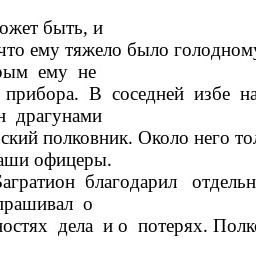 ожет быть, и
что ему тяжело было голодному
рым ему не
прибора. В соседней избе на
н драгунами
ский полковник. Около него тол
аши офицеры.
Багратион благодарил отдельн
прашивал о
ностях дела и о потерях. Полк